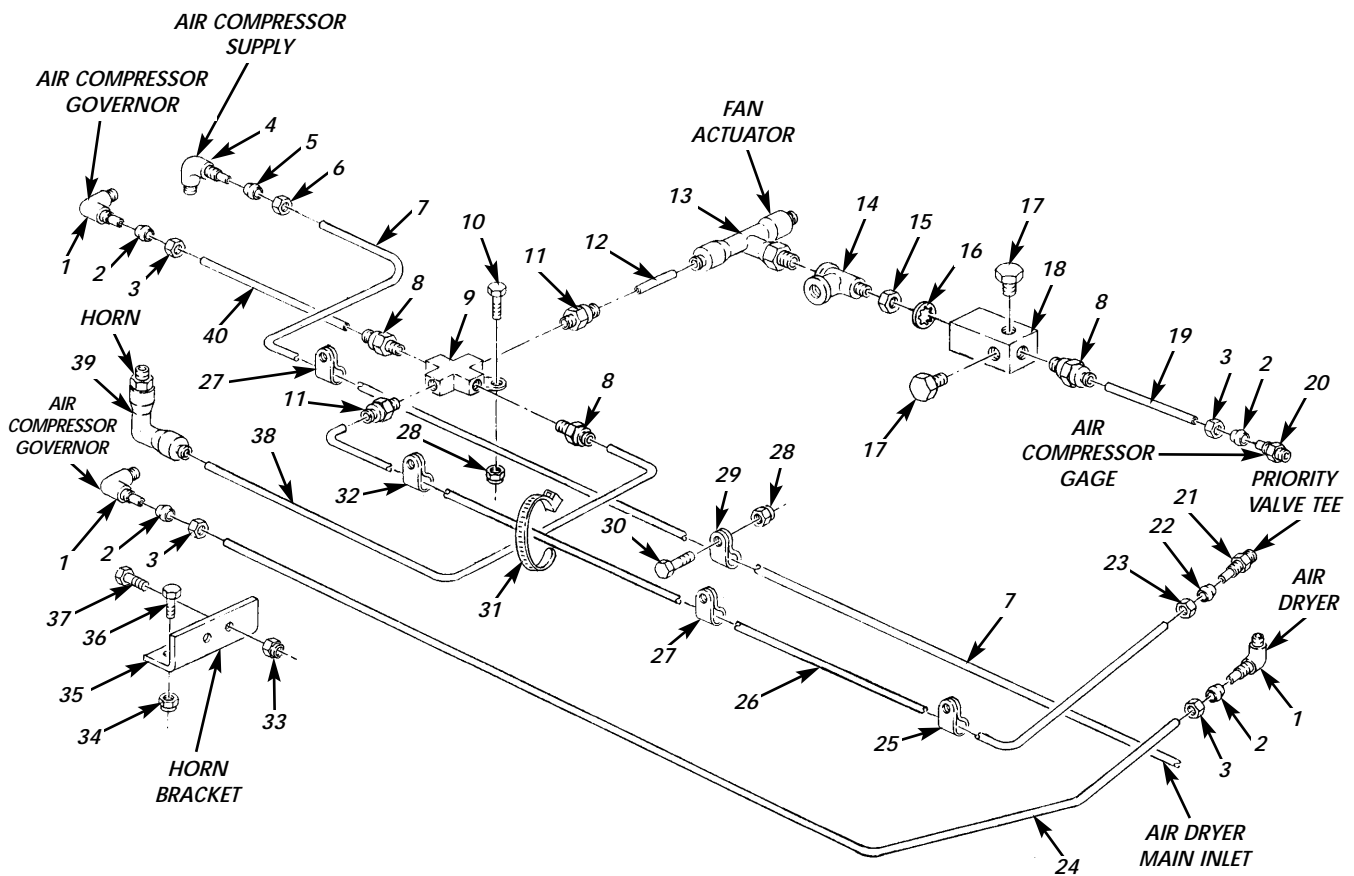 AIR COMPRESSOR
SUPPLY
AIR COMPRESSOR
GOVERNOR
4
5
6
7
FAN
ACTUATOR
13
14
15
16
17
18
8
19
3
2
20
1
2
3
40
8
9
10
11
12
HORN
39
27
11
AIR
COMPRESSOR
GOVERNOR
1
2
3
38
32
28
8
31
30
29
28
17
AIR
COMPRESSOR
GAGE
PRIORITY
VALVE TEE
21
22
23
AIR
DRYER
1
2
3
37
36
35
34
33
HORN
BRACKET
27
26
25
7
24
AIR DRYER
MAIN INLET